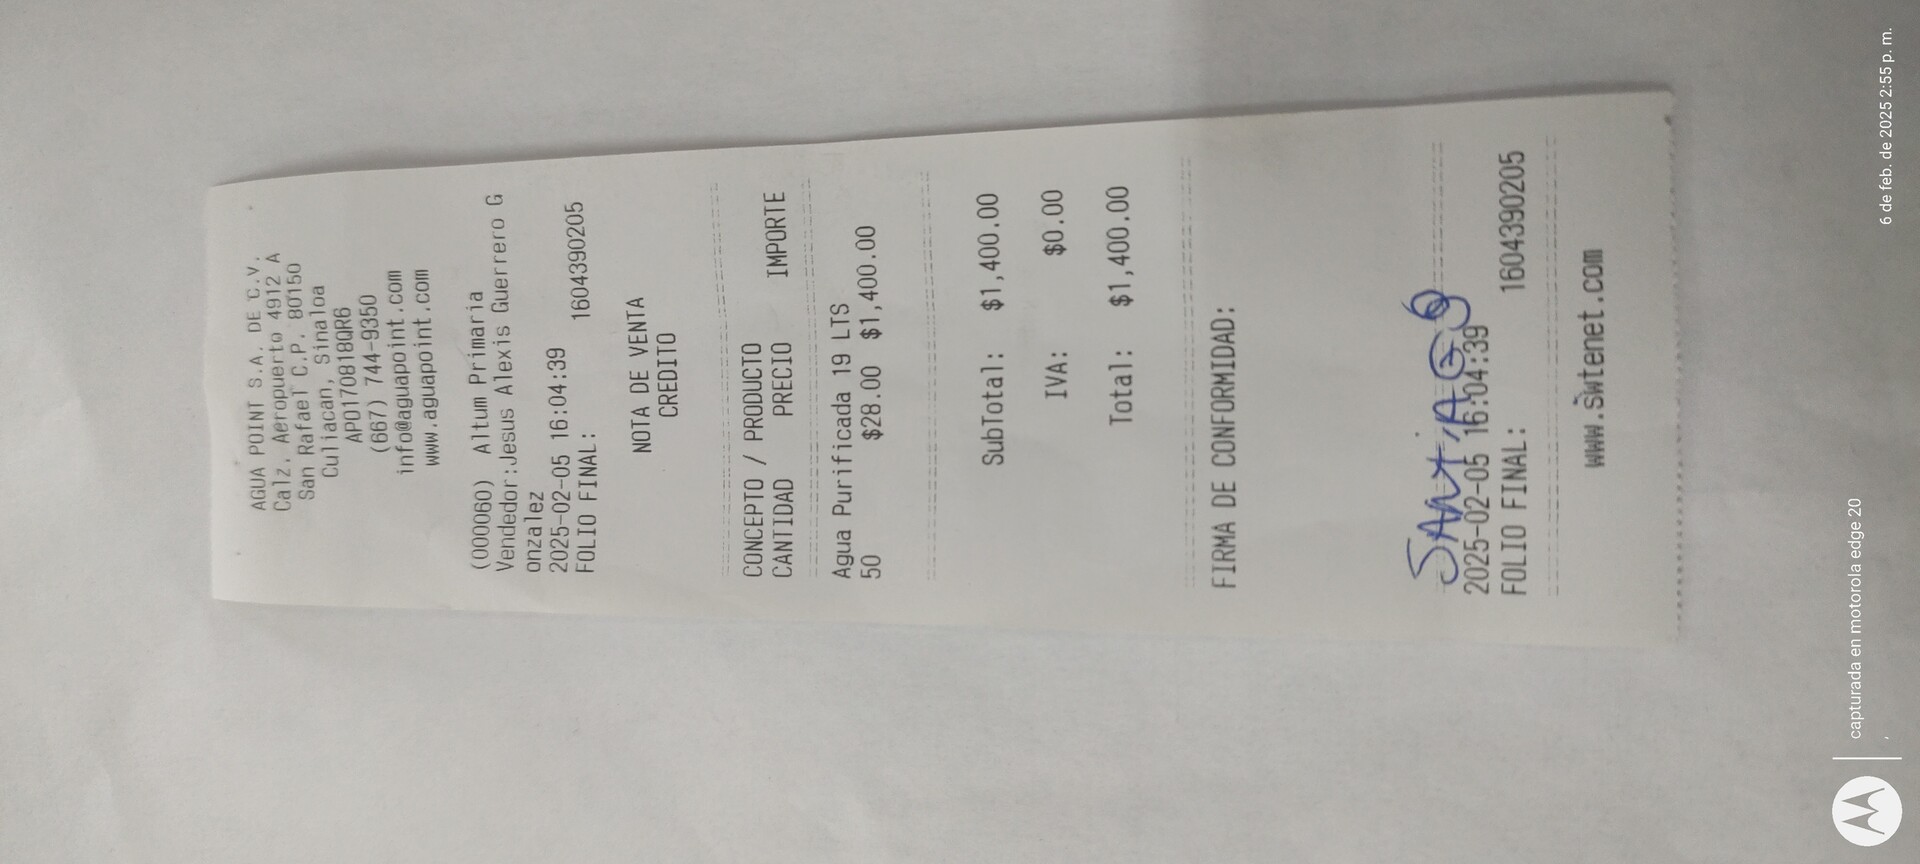 AGUA POINT S.A. DE C.V.
Calz. Aeropuerto 4912 A
San Rafael C.P. 80150
Culiacan, Sinaloa
APO170818QR6
(667) 744-9350
info@aguapoint.com
www.aguapoint.com
(000060) Altum Primaria
Vendedor:Jesus Alexis Guerrero G
onzalez
2025-02-05 16:04:39
FOLIO FINAL: 1604390205
NOTA DE VENTA
CREDITO
CONCEPTO / PRODUCTO
CANTIDAD PRECIO IMPORTE
Agua Purificada 19 LTS
50 $28.00 $1,400.00
SubTotal: $1,400.00
IVA: $0.00
Total: $1,400.00
FIRMA DE CONFORMIDAD:
2025-02-05 16:04:39
FOLIO FINAL: 1604390205
www.Swtenet.com
capturada en motorola edge 20
6 de feb. de 2025 2:55 p. m.